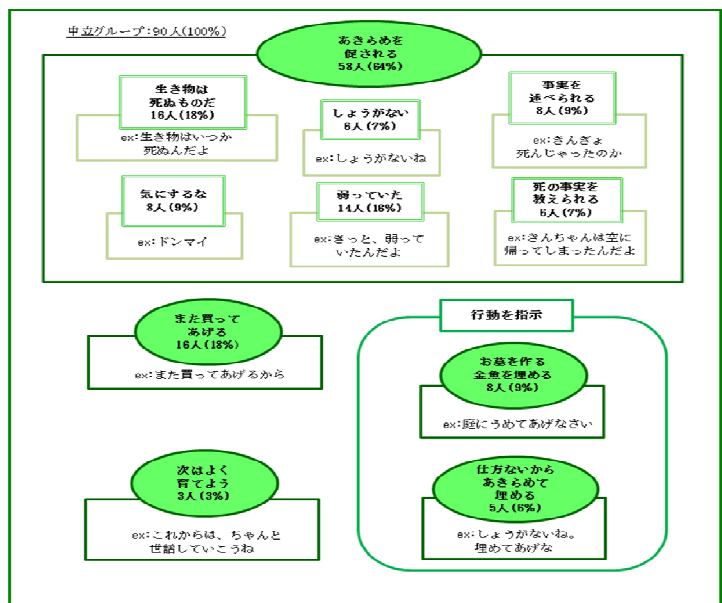 中立グループ:90人(100%)
あきらめを
促される
58人(64%)
生き物は
死ぬものだ
16人(18%)
ex:生き物はいつか
死ぬんだよ
しょうがない
6人(7%)
ex:しょうがないね
事実を
述べられる
8人(9%)
ex:きんぎょ
死んじゃったのか
気にするな
8人(9%)
ex:ドンマイ
弱っていた
14人(16%)
ex:きっと、弱って
いたんだよ
死の事実を
教えられる
6人(7%)
ex:きんちゃんは空に
帰ってしまったんだよ
また買って
あげる
16人(18%)
ex:また買ってあげるから
行動を指示
お墓を作る
金魚を埋める
8人(9%)
ex:庭にうめてあげなさい
次はよく
育てよう
3人(3%)
ex:これからは、ちゃんと
世話していこうね
仕方ないから
あきらめて
埋める
5人(6%)
ex:しょうがないね。
埋めてあげな